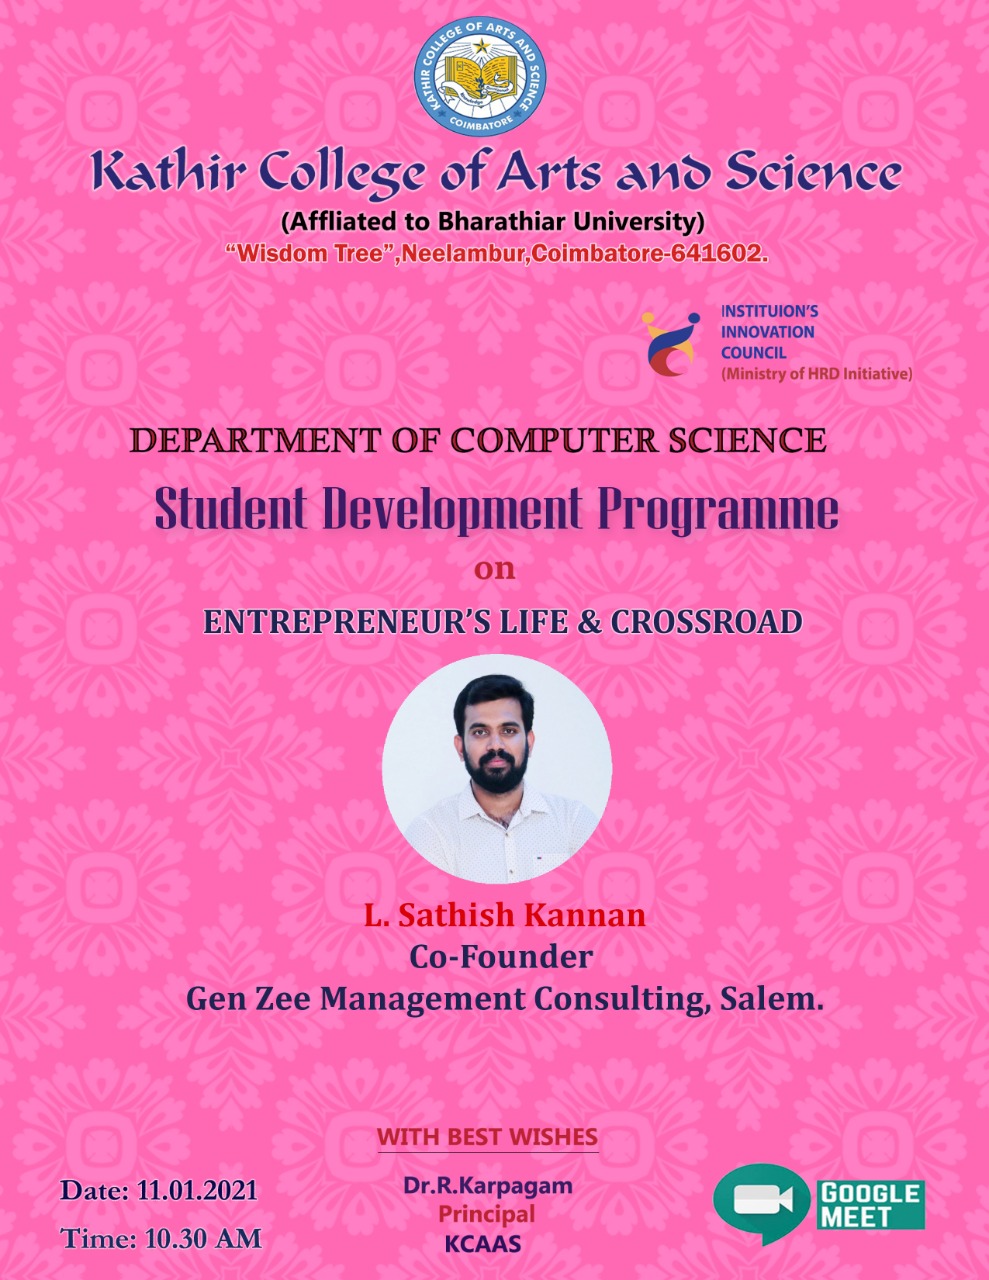 KATHIR COLLEGE OF ARTS AND SCIENCE
COIMBATORE
Kathir College of Arts and Science
(Affliated to Bharathiar University)
“Wisdom Tree”,Neelambur,Coimbatore-641602.
INSTITUION’S
INNOVATION
COUNCIL
(Ministry of HRD Initiative)
DEPARTMENT OF COMPUTER SCIENCE
Student Development Programme
on
ENTREPRENEUR’S LIFE & CROSSROAD
L. Sathish Kannan
Co-Founder
Gen Zee Management Consulting, Salem.
WITH BEST WISHES
Dr.R.Karpagam
Principal
KCAAS
Date: 11.01.2021
Time: 10.30 AM
GOOGLE
MEET